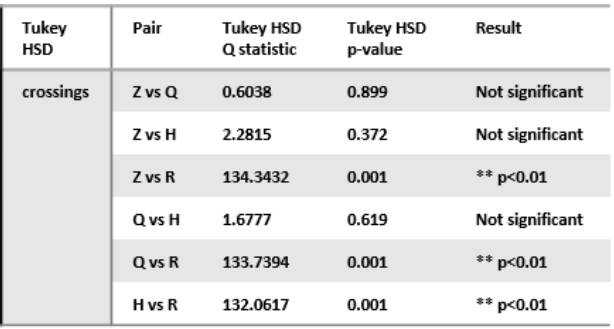 Tukey HSD Pair Tukey HSD Q statistic Tukey HSD p-value Result
crossings Z vs Q 0.6038 0.899 Not significant
Z vs H 2.2815 0.372 Not significant
Z vs R 134.3432 0.001 ** p<0.01
Q vs H 1.6777 0.619 Not significant
Q vs R 133.7394 0.001 ** p<0.01
H vs R 132.0617 0.001 ** p<0.01